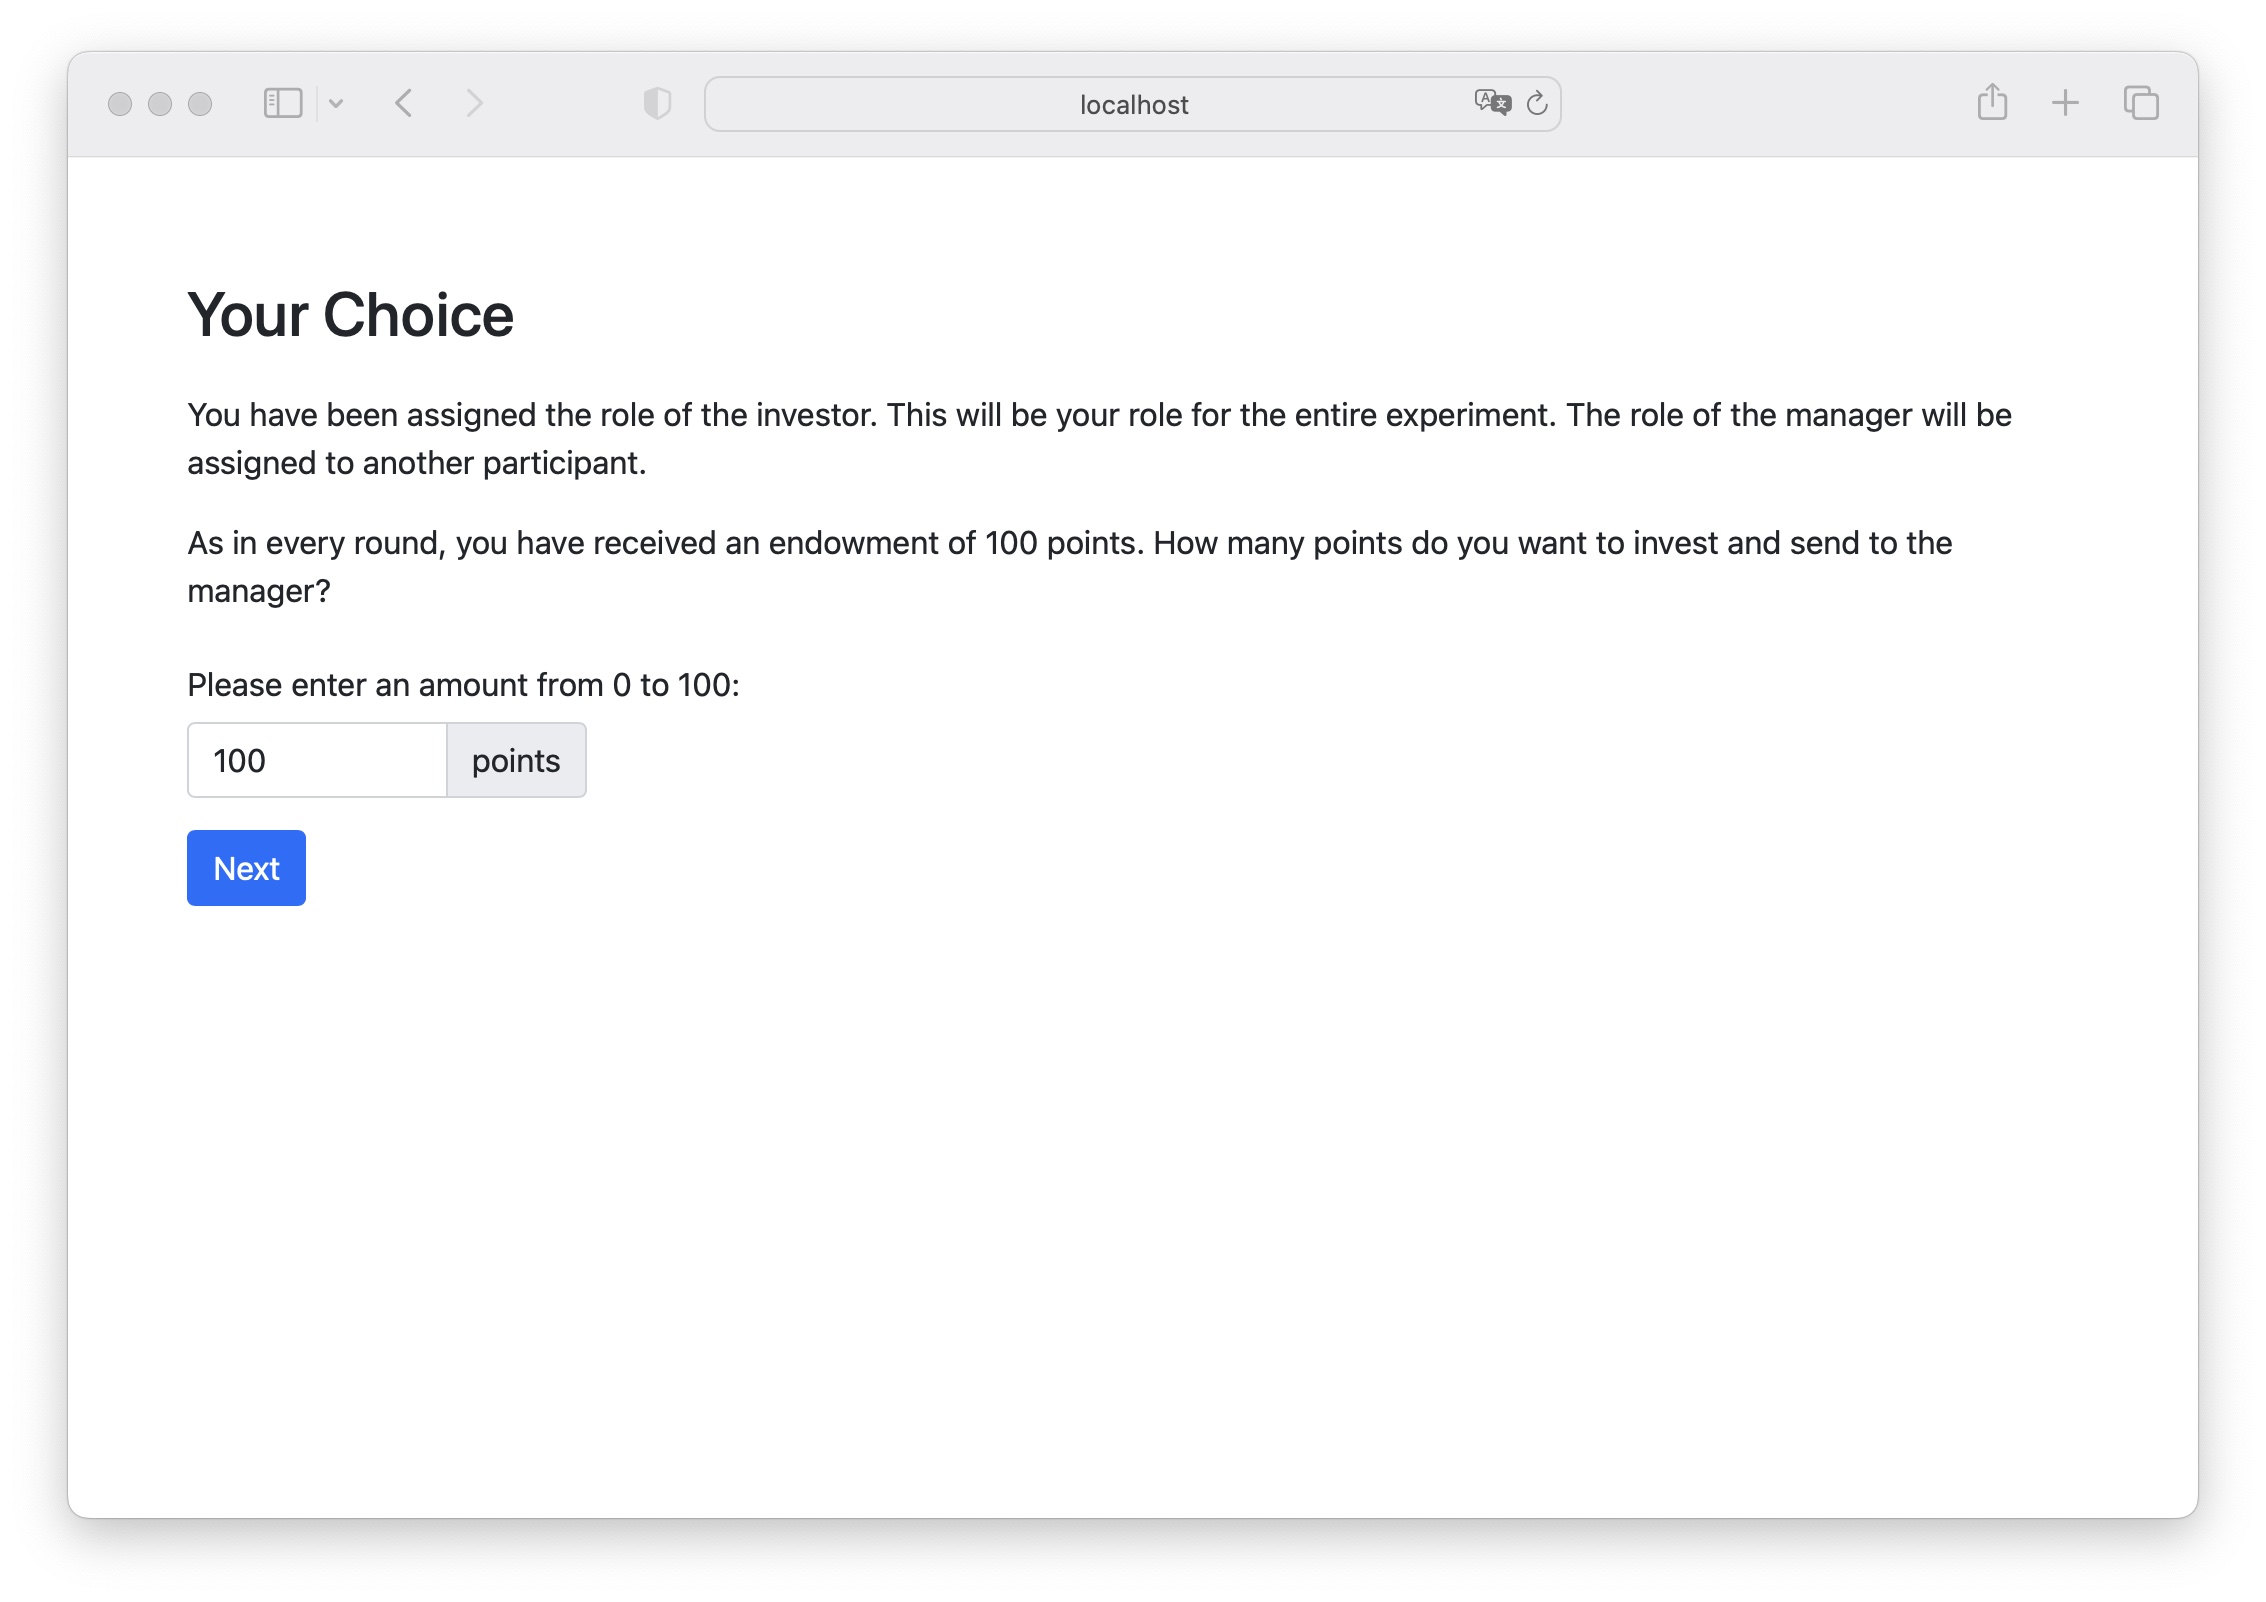 localhost
Your Choice
You have been assigned the role of the investor. This will be your role for the entire experiment. The role of the manager will be
assigned to another participant.
As in every round, you have received an endowment of 100 points. How many points do you want to invest and send to the
manager?
Please enter an amount from 0 to 100:
100 points
Next